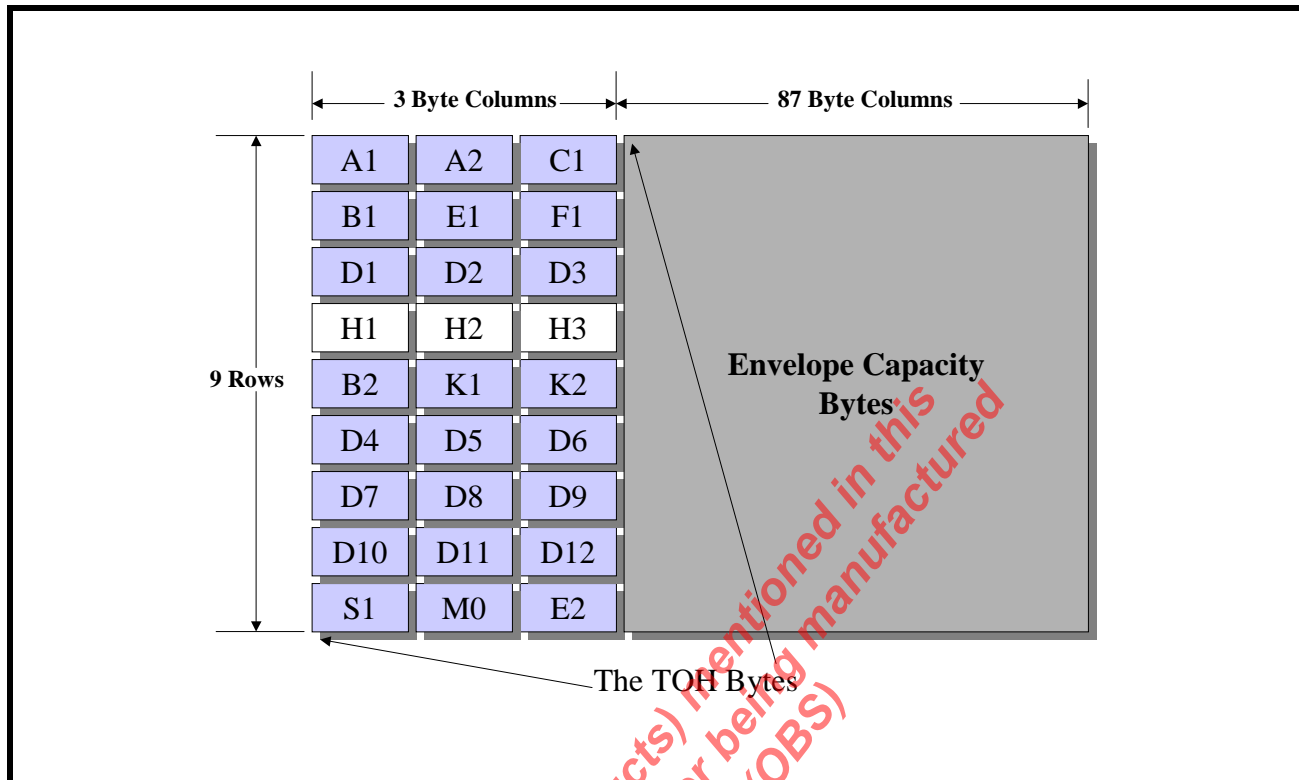 3 Byte Columns 87 Byte Columns
A1 A2 C1
B1 E1 F1
D1 D2 D3
H1 H2 H3
9 Rows
B2 K1 K2
D4 D5 D6
D7 D8 D9
D10 D11 D12
S1 M0 E2
Envelope Capacity
Bytes
The TOH Bytes
mentioned in this
being manufactured
(OBS)